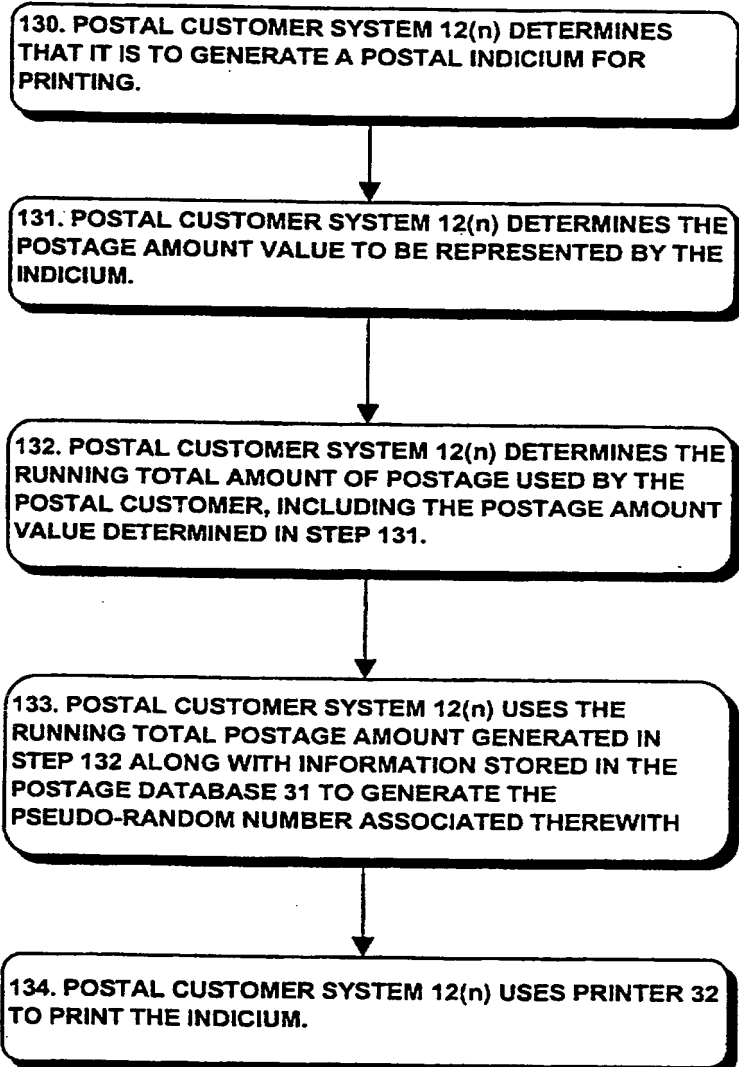 130. POSTAL CUSTOMER SYSTEM 12(n) DETERMINES
THAT IT IS TO GENERATE A POSTAL INDICIUM FOR
PRINTING.
131. POSTAL CUSTOMER SYSTEM 12(n) DETERMINES THE
POSTAGE AMOUNT VALUE TO BE REPRESENTED BY THE
INDICIUM.
132. POSTAL CUSTOMER SYSTEM 12(n) DETERMINES THE
RUNNING TOTAL AMOUNT OF POSTAGE USED BY THE
POSTAL CUSTOMER, INCLUDING THE POSTAGE AMOUNT
VALUE DETERMINED IN STEP 131.
133. POSTAL CUSTOMER SYSTEM 12(n) USES THE
RUNNING TOTAL POSTAGE AMOUNT GENERATED IN
STEP 132 ALONG WITH INFORMATION STORED IN THE
POSTAGE DATABASE 31 TO GENERATE THE
PSEUDO-RANDOM NUMBER ASSOCIATED THEREWITH
134. POSTAL CUSTOMER SYSTEM 12(n) USES PRINTER 32
TO PRINT THE INDICIUM.